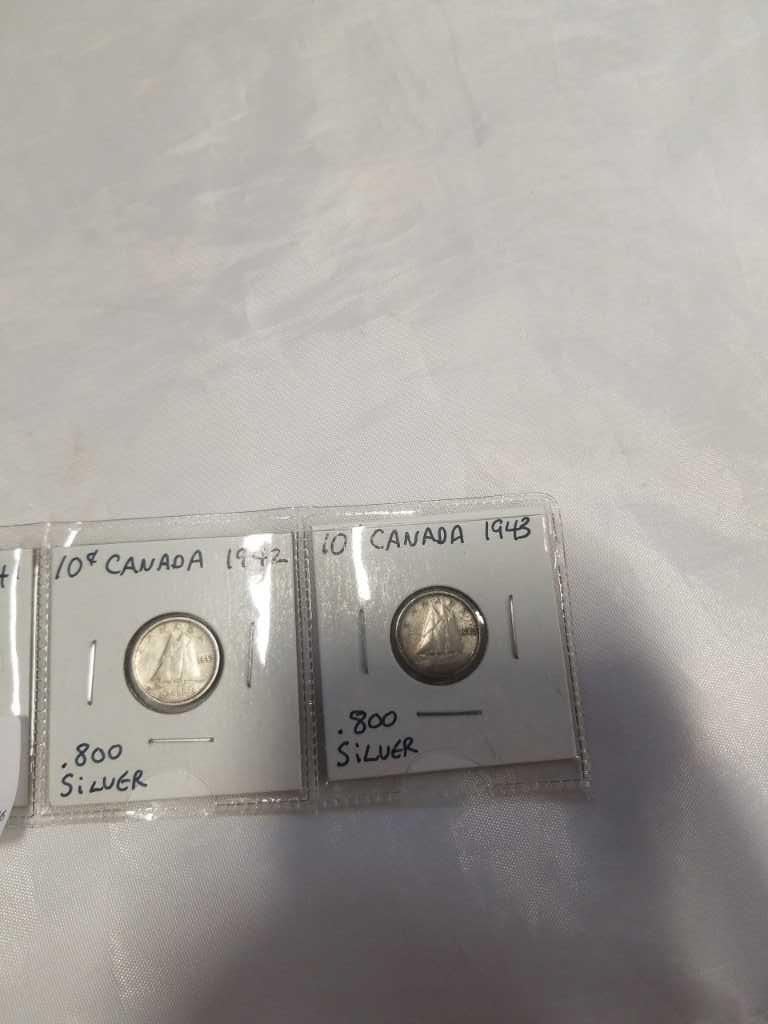 10¢ CANADA 1942
.800
SILVER
10¢ CANADA 1943
.800
SILVER